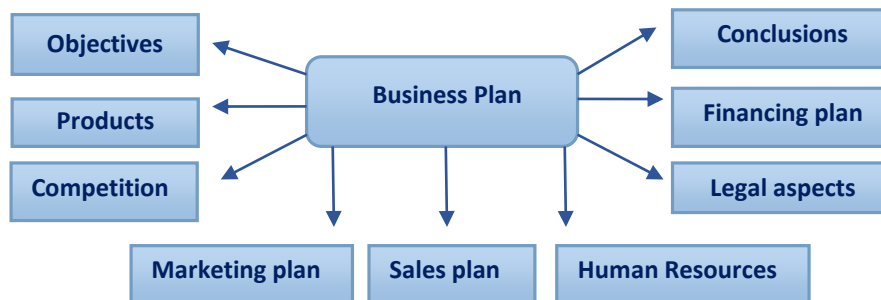 Objectives
Conclusions
Business Plan
Products
Financing plan
Competition
Legal aspects
Marketing plan
Sales plan
Human Resources